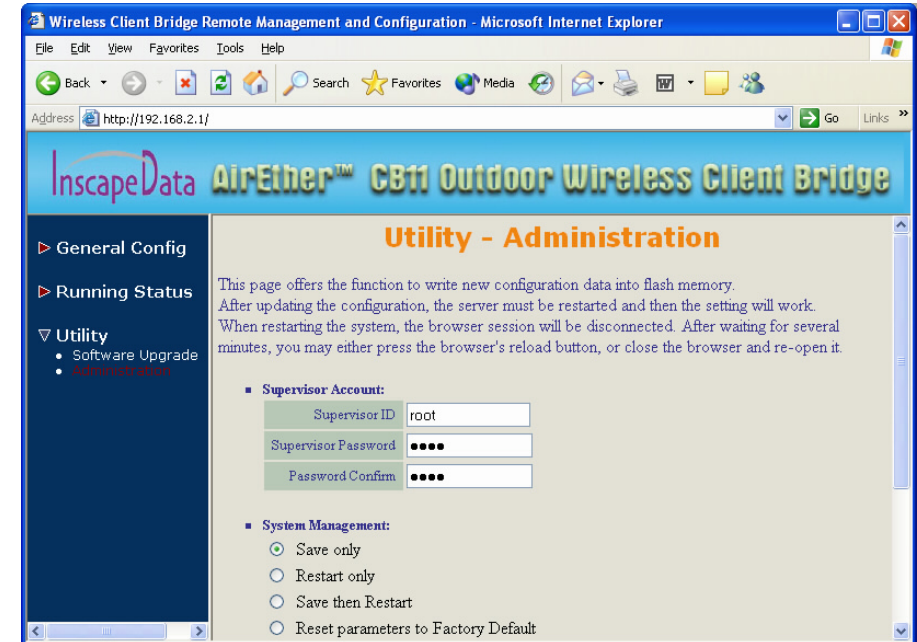 Wireless Client Bridge Remote Management and Configuration - Microsoft Internet Explorer
File Edit View Favorites Tools Help
Back Search Favorites Media
Address http://192.168.2.1/ Go Links »
InscapeData AirEther™ CB11 Outdoor Wireless Client Bridge
General Config
Running Status
Utility
Software Upgrade
Administration
Utility - Administration
This page offers the function to write new configuration data into flash memory.
After updating the configuration, the server must be restarted and then the setting will work.
When restarting the system, the browser session will be disconnected. After waiting for several
minutes, you may either press the browser's reload button, or close the browser and re-open it.
Supervisor Account:
Supervisor ID root
Supervisor Password ●●●●
Password Confirm ●●●●
System Management:
Save only
Restart only
Save then Restart
Reset parameters to Factory Default